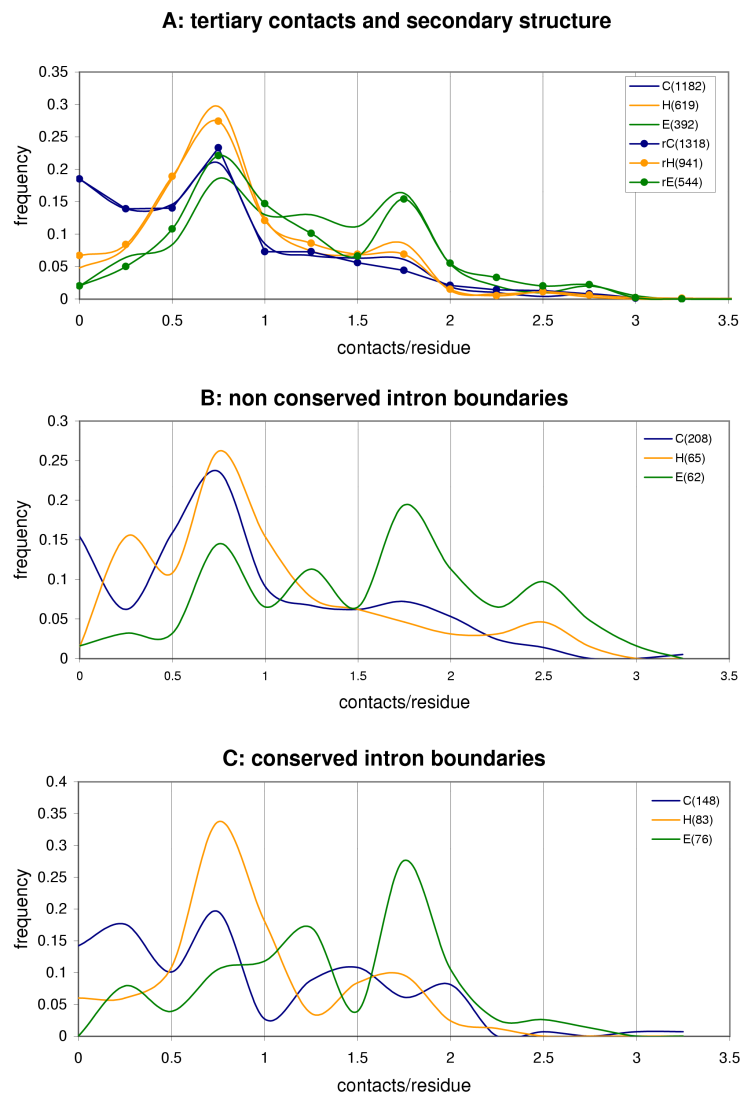 A: tertiary contacts and secondary structure
0.35
0.3
0.25
0.2
0.15
0.1
0.05
0
frequency
C(1182)
H(619)
E(392)
rC(1318)
rH(941)
rE(544)
0 0.5 1 1.5 2 2.5 3 3.5
contacts/residue
B: non conserved intron boundaries
0.3
0.25
0.2
0.15
0.1
0.05
0
frequency
C(208)
H(65)
E(62)
0 0.5 1 1.5 2 2.5 3 3.5
contacts/residue
C: conserved intron boundaries
0.4
0.35
0.3
0.25
0.2
0.15
0.1
0.05
0
frequency
C(148)
H(83)
E(76)
0 0.5 1 1.5 2 2.5 3 3.5
contacts/residue